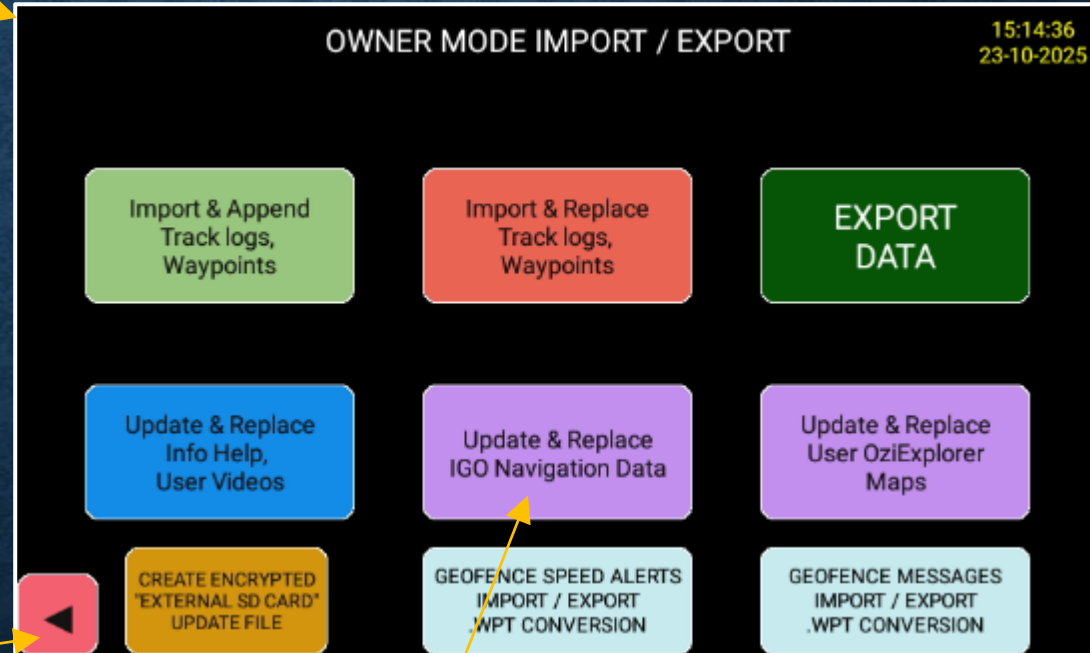 OWNER MODE IMPORT / EXPORT
15:14:36
23-10-2025
Import & Append
Track logs,
Waypoints
Import & Replace
Track logs,
Waypoints
EXPORT
DATA
Update & Replace
Info Help,
User Videos
Update & Replace
IGO Navigation Data
Update & Replace
User OziExplorer
Maps
CREATE ENCRYPTED
"EXTERNAL SD CARD"
UPDATE FILE
GEOFENCE SPEED ALERTS
IMPORT / EXPORT
.WPT CONVERSION
GEOFENCE MESSAGES
IMPORT / EXPORT
.WPT CONVERSION